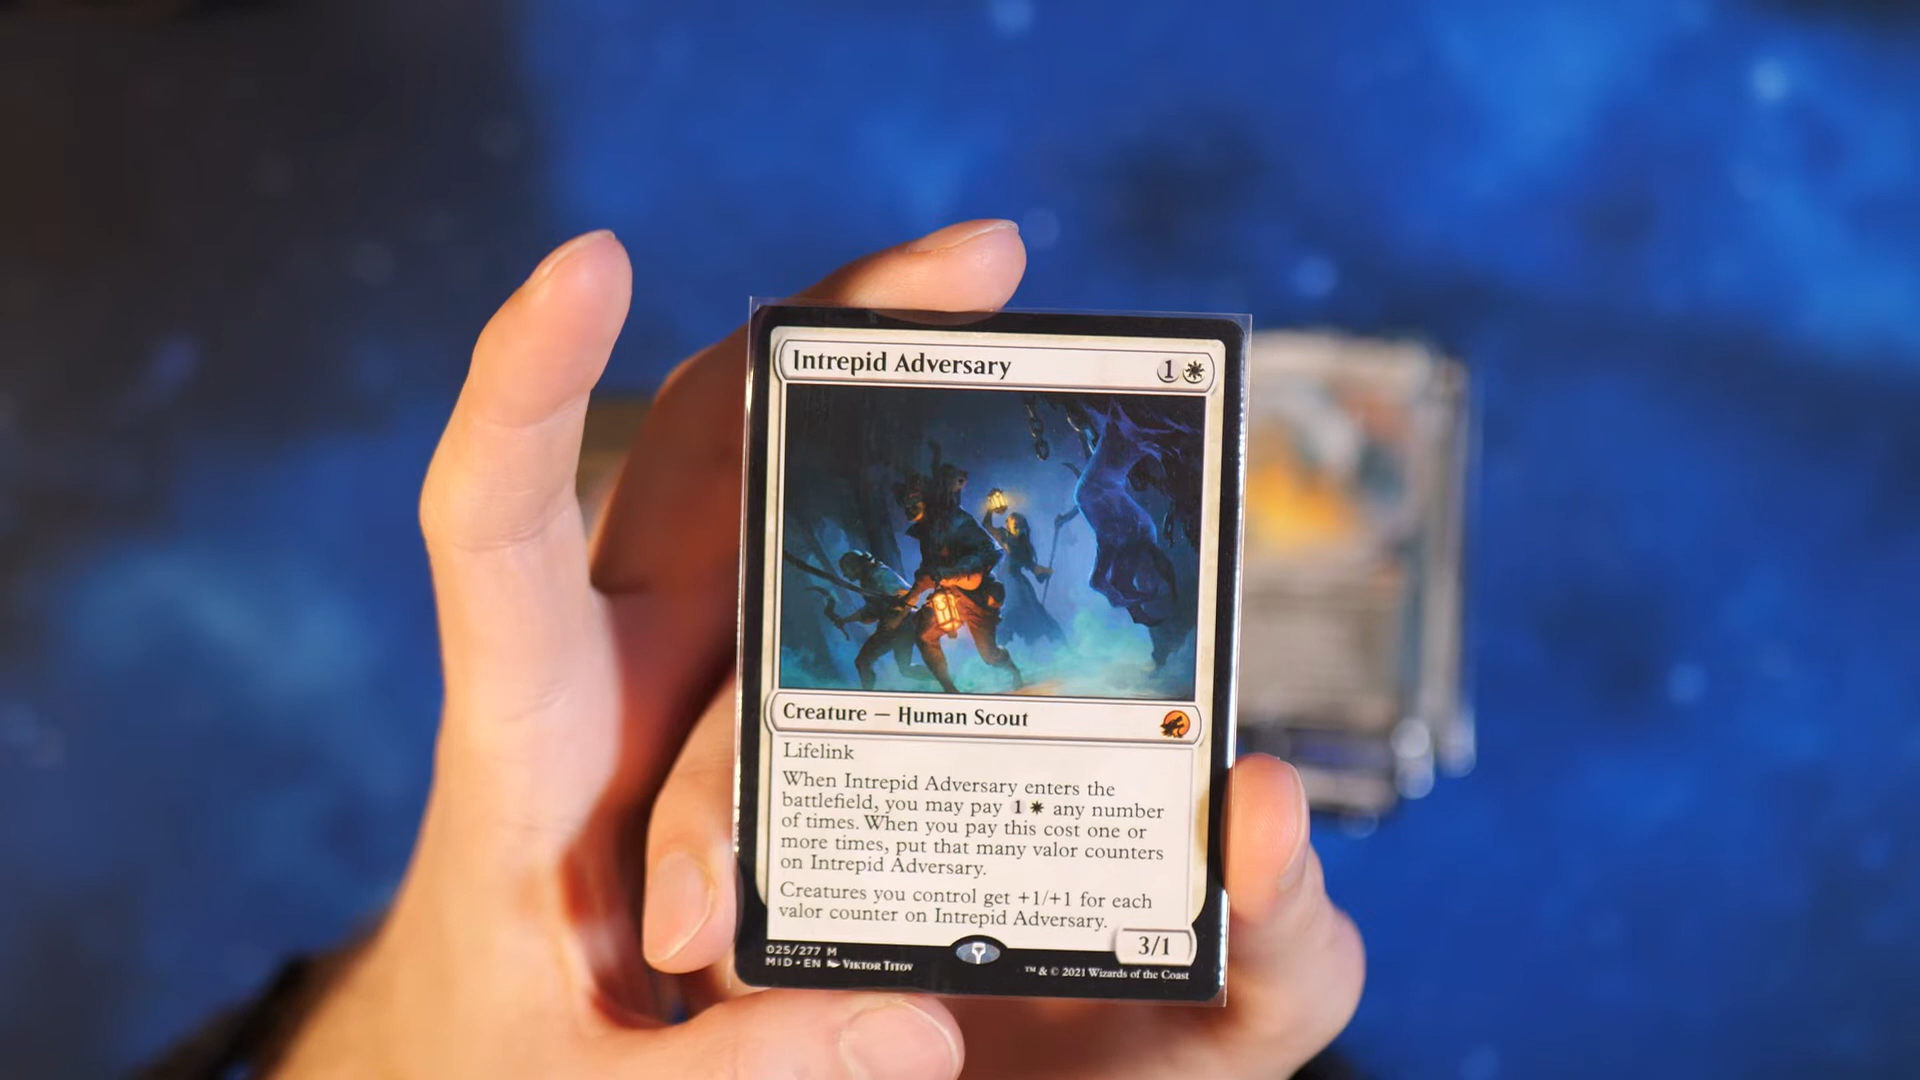 Intrepid Adversary 1
Creature — Human Scout
Lifelink
When Intrepid Adversary enters the
battlefield, you may pay 1 any number
of times. When you pay this cost one or
more times, put that many valor counters
on Intrepid Adversary.
Creatures you control get +1/+1 for each
valor counter on Intrepid Adversary.
3/1
025/277 M
MID • EN Viktor Titov
™ & © 2021 Wizards of the Coast